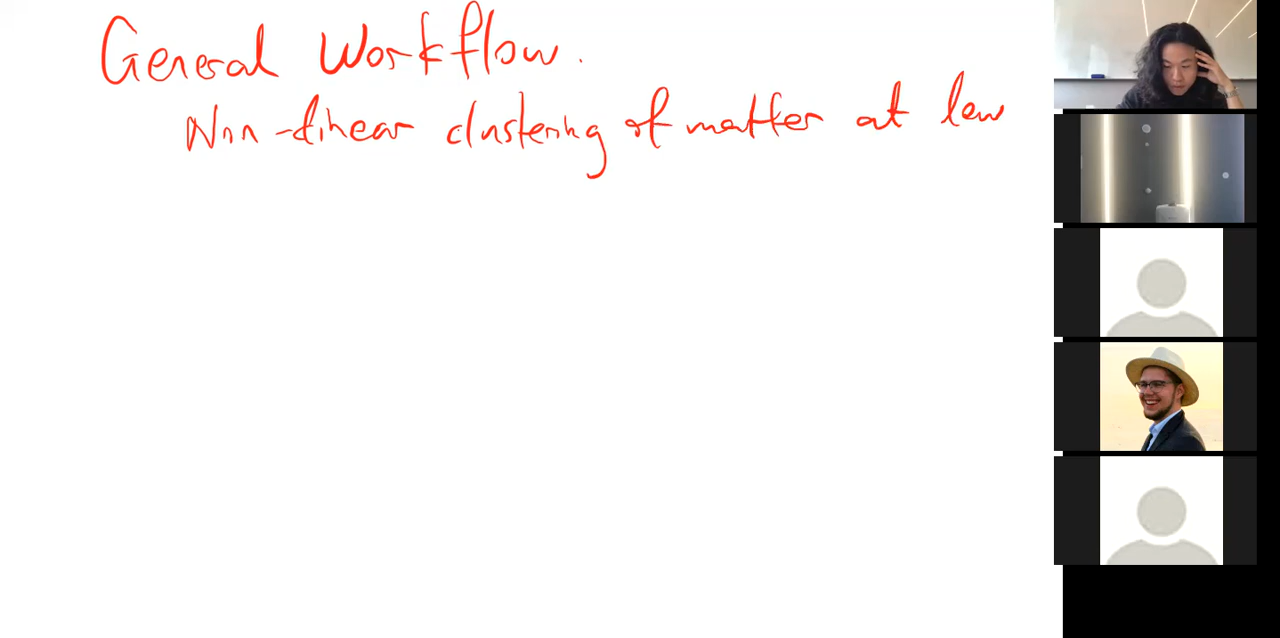 General Workflow.
Non-linear clustering of matter at low